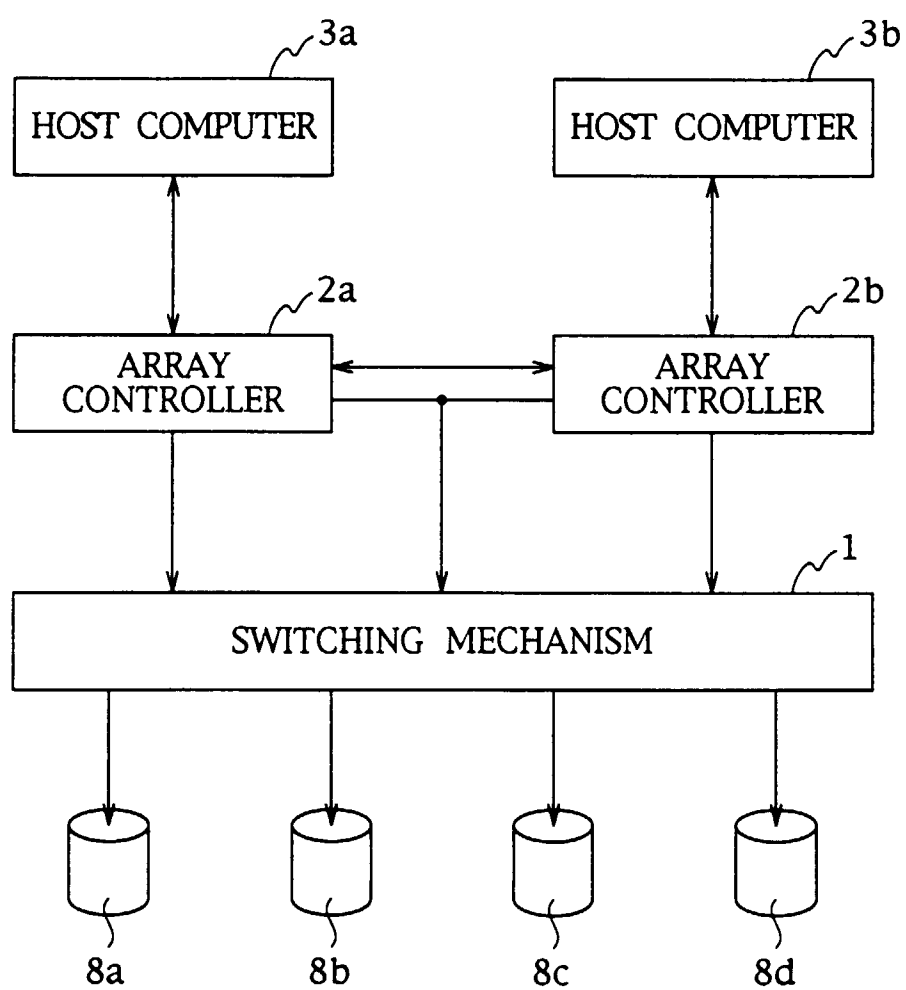 3a
3b
HOST COMPUTER
HOST COMPUTER
2a
2b
ARRAY
CONTROLLER
ARRAY
CONTROLLER
1
SWITCHING MECHANISM
8a
8b
8c
8d